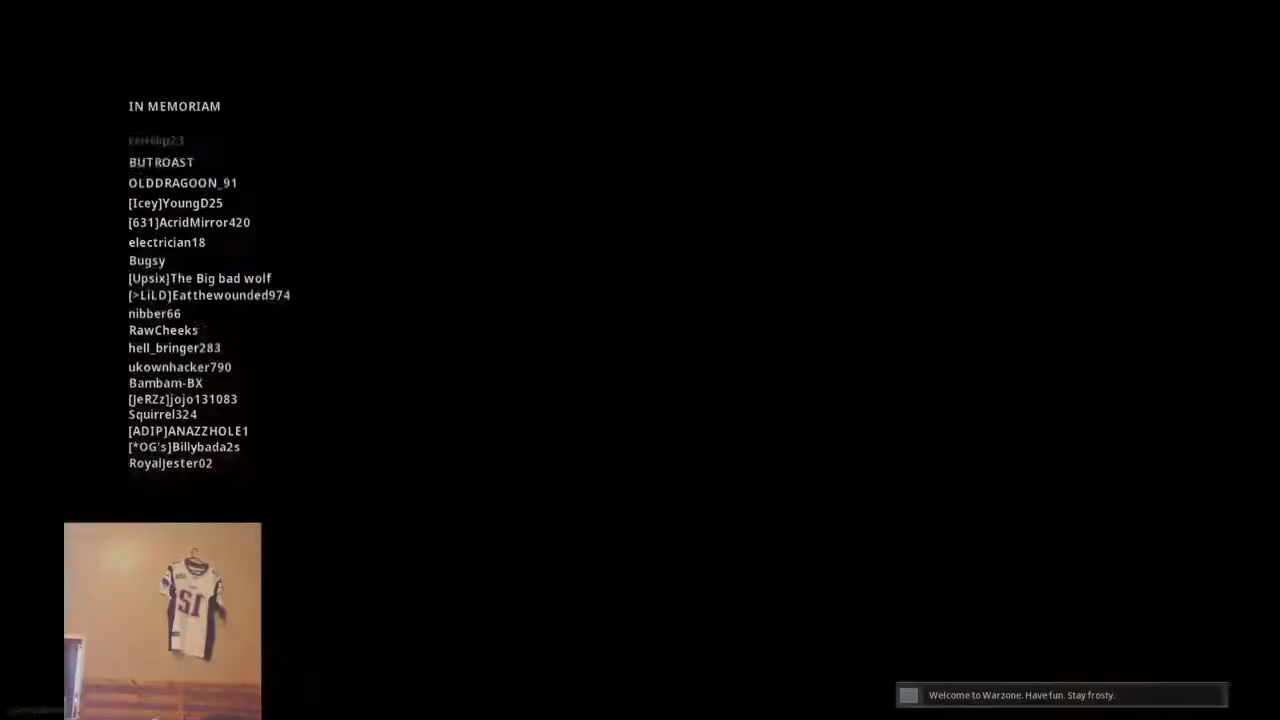 IN MEMORIAM
BUTROAST
OLDDRAGOON_91
[Icey]YoungD25
[631]AcridMirror420
electrician18
Bugsy
[Upsix]The Big bad wolf
[>LiLD]Eatthewounded974
nibber66
RawCheeks
hell_bringer283
ukownhacker790
Bambam-BX
[JeRZz]jojo131083
Squirrel324
[ADIP]ANAZZHOLE1
[*OG's]Billybada2s
RoyalJester02
Welcome to Warzone. Have fun. Stay frosty.